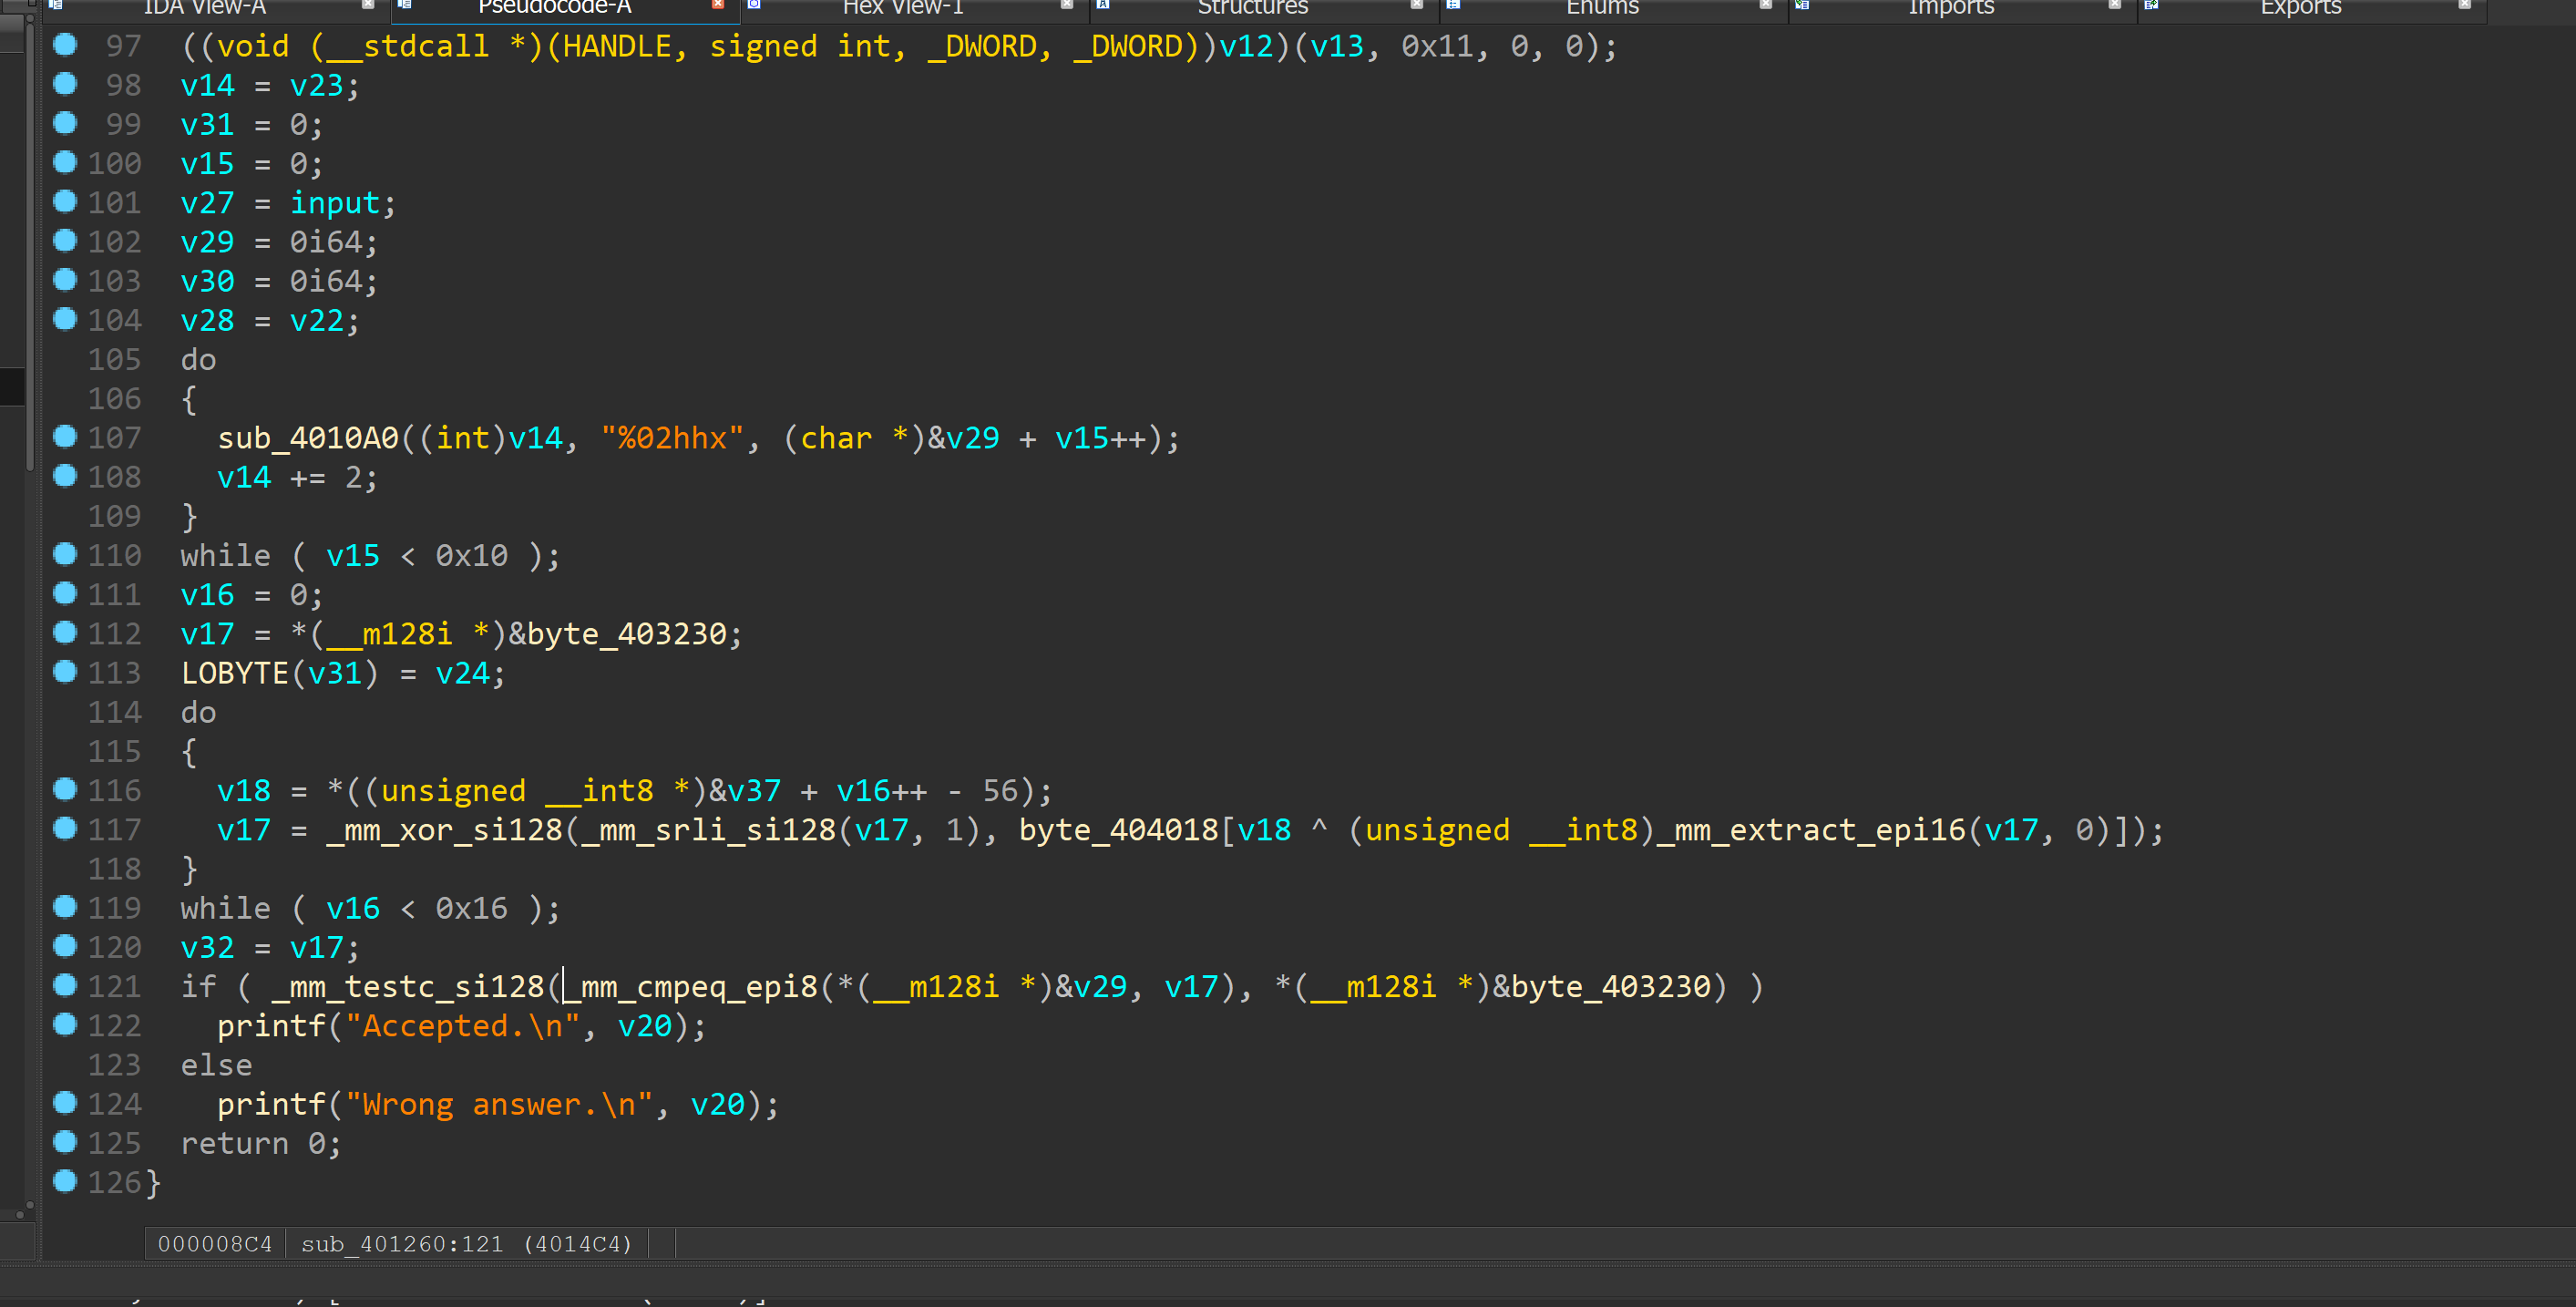 IDA View-A Pseudocode-A Hex View-1 Structures Enums Imports Exports
97 ((void (__stdcall *)(HANDLE, signed int, _DWORD, _DWORD))v12)(v13, 0x11, 0, 0);
98 v14 = v23;
99 v31 = 0;
100 v15 = 0;
101 v27 = input;
102 v29 = 0i64;
103 v30 = 0i64;
104 v28 = v22;
105 do
106 {
107 sub_4010A0((int)v14, "%02hhx", (char *)&v29 + v15++);
108 v14 += 2;
109 }
110 while ( v15 < 0x10 );
111 v16 = 0;
112 v17 = *(__m128i *)&byte_403230;
113 LOBYTE(v31) = v24;
114 do
115 {
116 v18 = *((unsigned __int8 *)&v37 + v16++ - 56);
117 v17 = _mm_xor_si128(_mm_srli_si128(v17, 1), byte_404018[v18 ^ (unsigned __int8)_mm_extract_epi16(v17, 0)]);
118 }
119 while ( v16 < 0x16 );
120 v32 = v17;
121 if ( _mm_testc_si128(_mm_cmpeq_epi8(*(__m128i *)&v29, v17), *(__m128i *)&byte_403230) )
122 printf("Accepted.\n", v20);
123 else
124 printf("Wrong answer.\n", v20);
125 return 0;
126 }
000008C4 sub_401260:121 (4014C4)